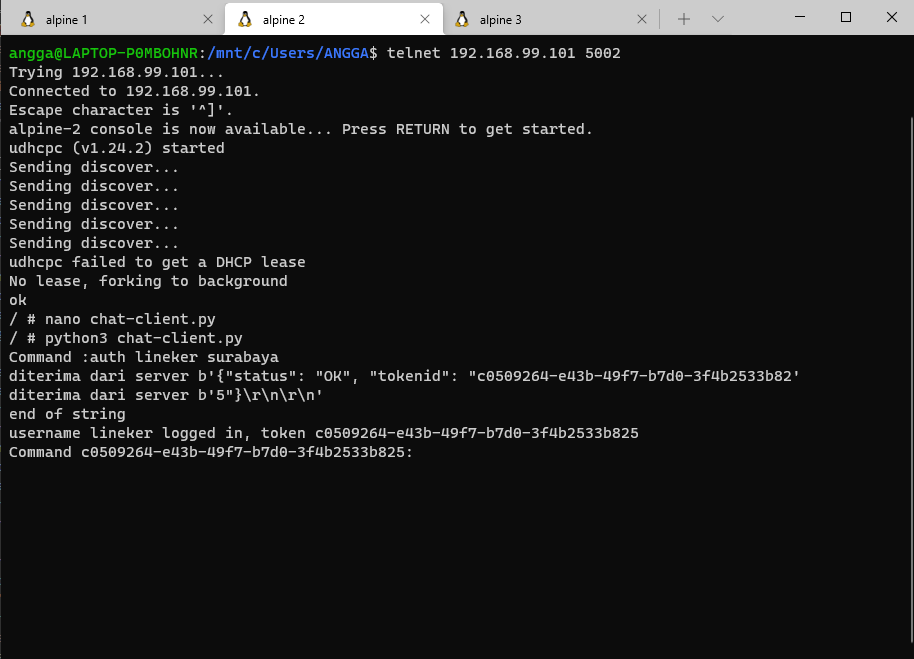 alpine 1
alpine 2
alpine 3
angga@LAPTOP-P0MBOHNR:/mnt/c/Users/ANGGA$ telnet 192.168.99.101 5002
Trying 192.168.99.101...
Connected to 192.168.99.101.
Escape character is '^]'.
alpine-2 console is now available... Press RETURN to get started.
udhcpc (v1.24.2) started
Sending discover...
Sending discover...
Sending discover...
Sending discover...
Sending discover...
udhcpc failed to get a DHCP lease
No lease, forking to background
ok
/ # nano chat-client.py
/ # python3 chat-client.py
Command :auth lineker surabaya
diterima dari server b'{"status": "OK", "tokenid": "c0509264-e43b-49f7-b7d0-3f4b2533b82'
diterima dari server b'5"}\r\n\r\n'
end of string
username lineker logged in, token c0509264-e43b-49f7-b7d0-3f4b2533b825
Command c0509264-e43b-49f7-b7d0-3f4b2533b825: